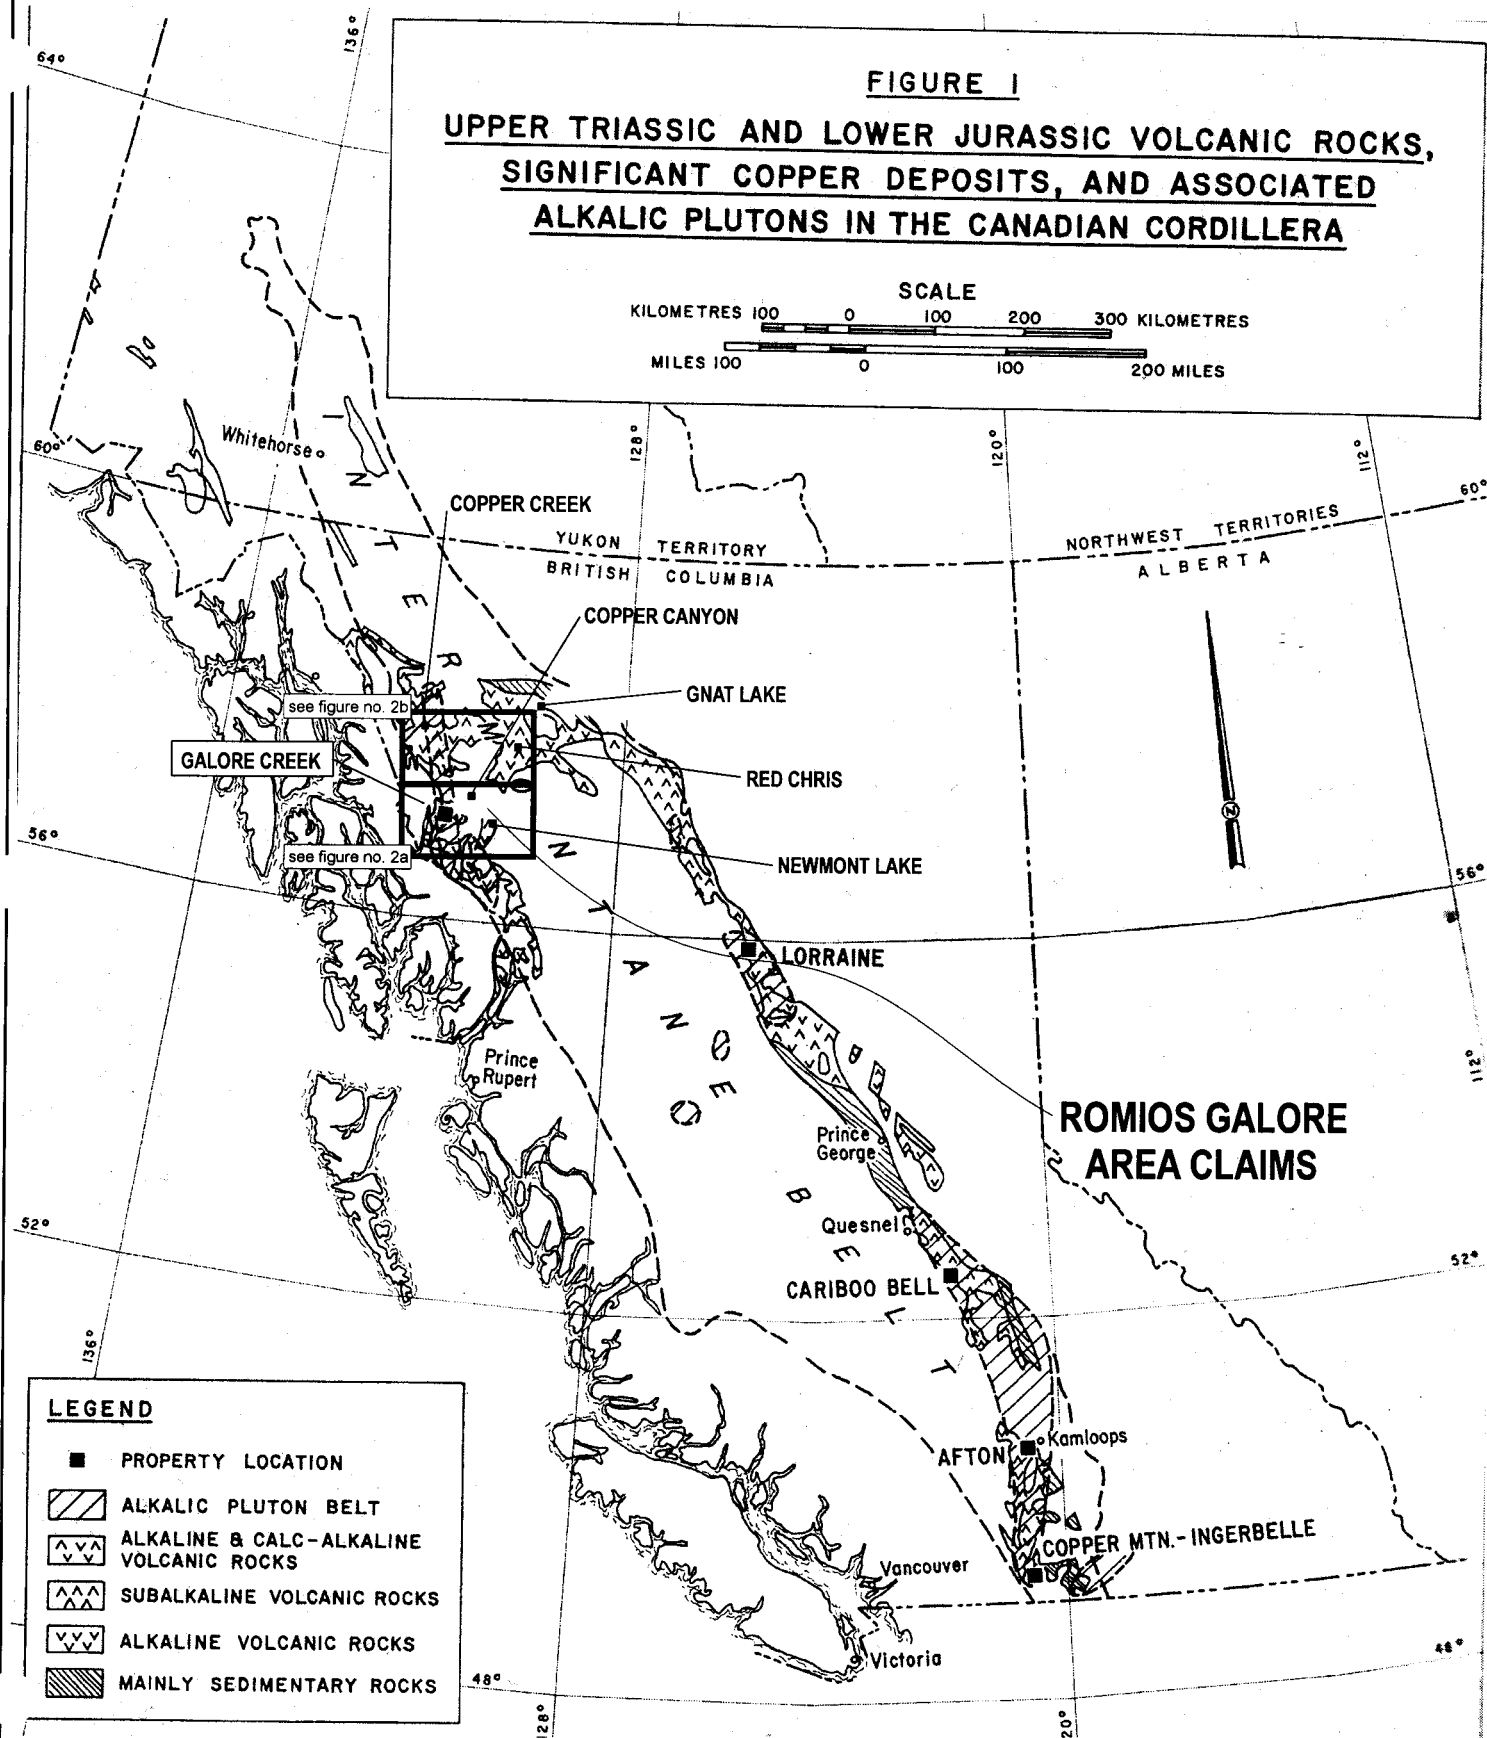 FIGURE 1
UPPER TRIASSIC AND LOWER JURASSIC VOLCANIC ROCKS,
SIGNIFICANT COPPER DEPOSITS, AND ASSOCIATED
ALKALIC PLUTONS IN THE CANADIAN CORDILLERA
SCALE
KILOMETRES 100 0 100 200 300 KILOMETRES
MILES 100 0 100 200 MILES
64°
136°
60°
128°
120°
112°
60°
Whitehorse
COPPER CREEK
YUKON TERRITORY
BRITISH COLUMBIA
NORTHWEST TERRITORIES
ALBERTA
COPPER CANYON
GNAT LAKE
see figure no. 2b
GALORE CREEK
RED CHRIS
56°
see figure no. 2a
NEWMONT LAKE
56°
INTERMONTANE BELT
LORRAINE
Prince
Rupert
112°
ROMIOS GALORE
AREA CLAIMS
Prince
George
52°
Quesnel
52°
CARIBOO BELL
136°
AFTON
Kamloops
COPPER MTN.-INGERBELLE
Vancouver
Victoria
48°
48°
128°
120°
N
LEGEND
PROPERTY LOCATION
ALKALIC PLUTON BELT
ALKALINE & CALC-ALKALINE
VOLCANIC ROCKS
SUBALKALINE VOLCANIC ROCKS
ALKALINE VOLCANIC ROCKS
MAINLY SEDIMENTARY ROCKS